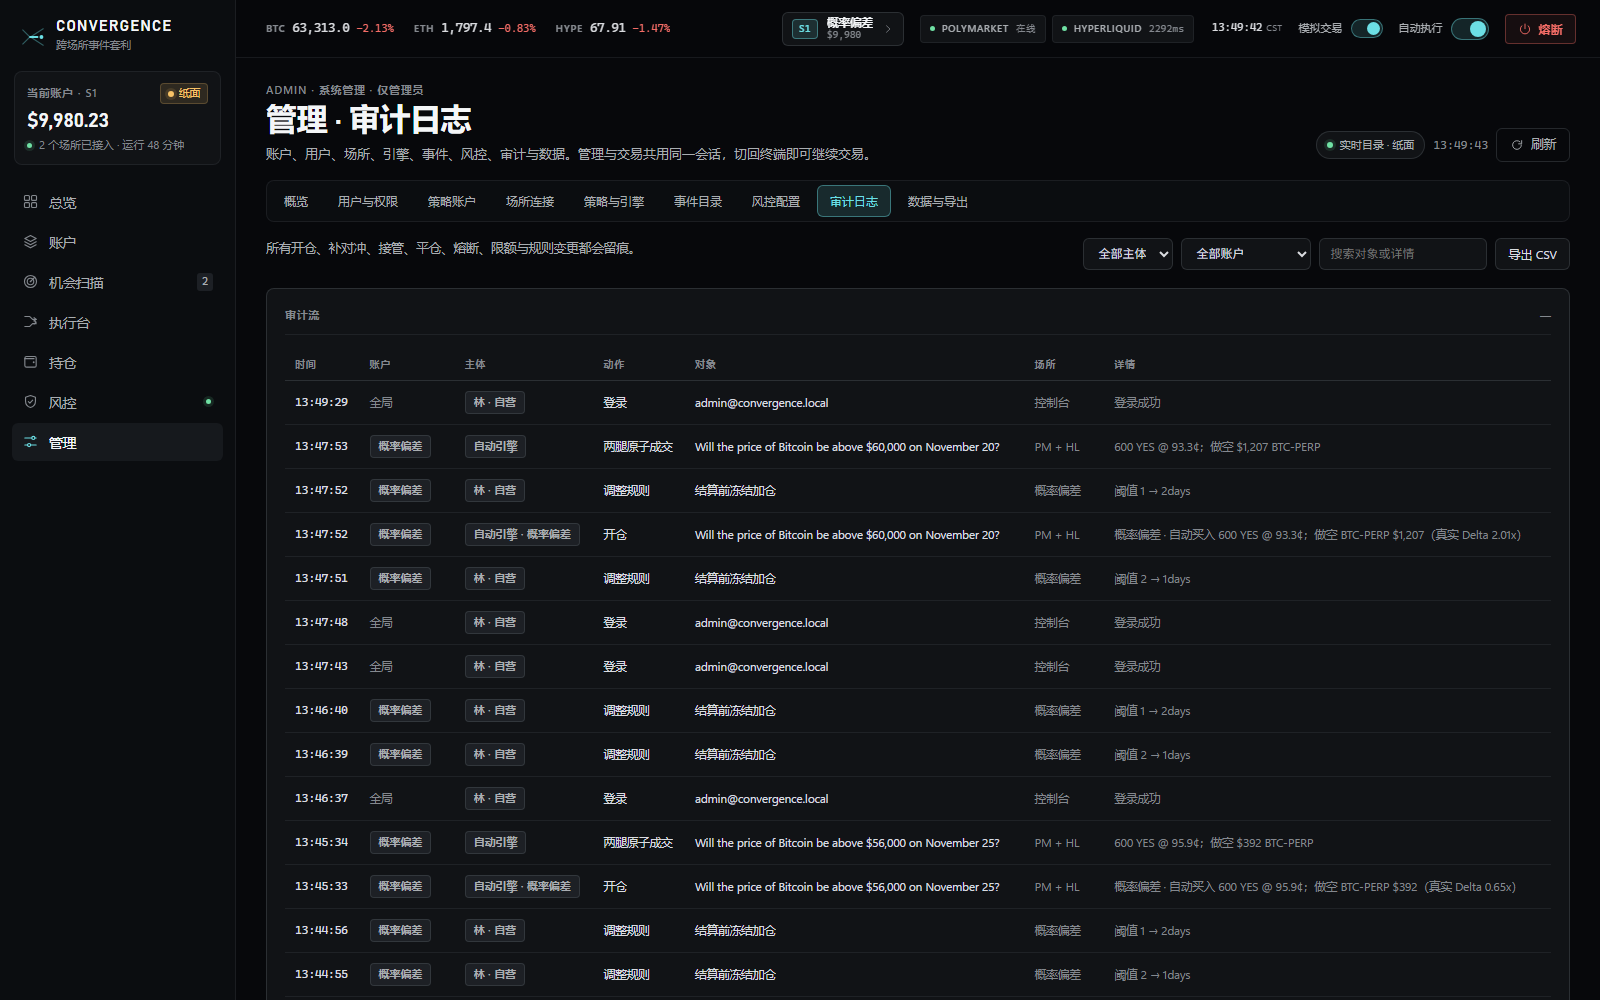 CONVERGENCE
跨场所事件套利
当前账户 · S1
纸面
$9,980.23
2 个场所已接入 · 运行 48 分钟
总览
账户
机会扫描 2
执行台
持仓
风控
管理
BTC 63,313.0 −2.13% ETH 1,797.4 −0.83% HYPE 67.91 −1.47%
S1 概率偏差 $9,980
POLYMARKET 在线
HYPERLIQUID 2292ms
13:49:42 CST
模拟交易
自动执行
熔断
ADMIN · 系统管理 · 仅管理员
管理 · 审计日志
账户、用户、场所、引擎、事件、风控、审计与数据。管理与交易共用同一会话，切回终端即可继续交易。
实时目录 · 纸面 13:49:43 刷新
概览 用户与权限 策略账户 场所连接 策略与引擎 事件目录 风控配置 审计日志 数据与导出
所有开仓、补对冲、接管、平仓、熔断、限额与规则变更都会留痕。
全部主体 全部账户 搜索对象或详情 导出 CSV
审计流 —
时间 账户 主体 动作 对象 场所 详情
13:49:29 全局 林 · 自营 登录 admin@convergence.local 控制台 登录成功
13:47:53 概率偏差 自动引擎 两腿原子成交 Will the price of Bitcoin be above $60,000 on November 20? PM + HL 600 YES @ 93.3¢；做空 $1,207 BTC-PERP
13:47:52 概率偏差 林 · 自营 调整规则 结算前冻结加仓 概率偏差 阈值 1 → 2days
13:47:52 概率偏差 自动引擎 · 概率偏差 开仓 Will the price of Bitcoin be above $60,000 on November 20? PM + HL 概率偏差 · 自动买入 600 YES @ 93.3¢；做空 BTC-PERP $1,207（真实 Delta 2.01x）
13:47:51 概率偏差 林 · 自营 调整规则 结算前冻结加仓 概率偏差 阈值 2 → 1days
13:47:48 全局 林 · 自营 登录 admin@convergence.local 控制台 登录成功
13:47:43 全局 林 · 自营 登录 admin@convergence.local 控制台 登录成功
13:46:40 概率偏差 林 · 自营 调整规则 结算前冻结加仓 概率偏差 阈值 1 → 2days
13:46:39 概率偏差 林 · 自营 调整规则 结算前冻结加仓 概率偏差 阈值 2 → 1days
13:46:37 全局 林 · 自营 登录 admin@convergence.local 控制台 登录成功
13:45:34 概率偏差 自动引擎 两腿原子成交 Will the price of Bitcoin be above $56,000 on November 25? PM + HL 600 YES @ 95.9¢；做空 $392 BTC-PERP
13:45:33 概率偏差 自动引擎 · 概率偏差 开仓 Will the price of Bitcoin be above $56,000 on November 25? PM + HL 概率偏差 · 自动买入 600 YES @ 95.9¢；做空 BTC-PERP $392（真实 Delta 0.65x）
13:44:56 概率偏差 林 · 自营 调整规则 结算前冻结加仓 概率偏差 阈值 1 → 2days
13:44:55 概率偏差 林 · 自营 调整规则 结算前冻结加仓 概率偏差 阈值 2 → 1days